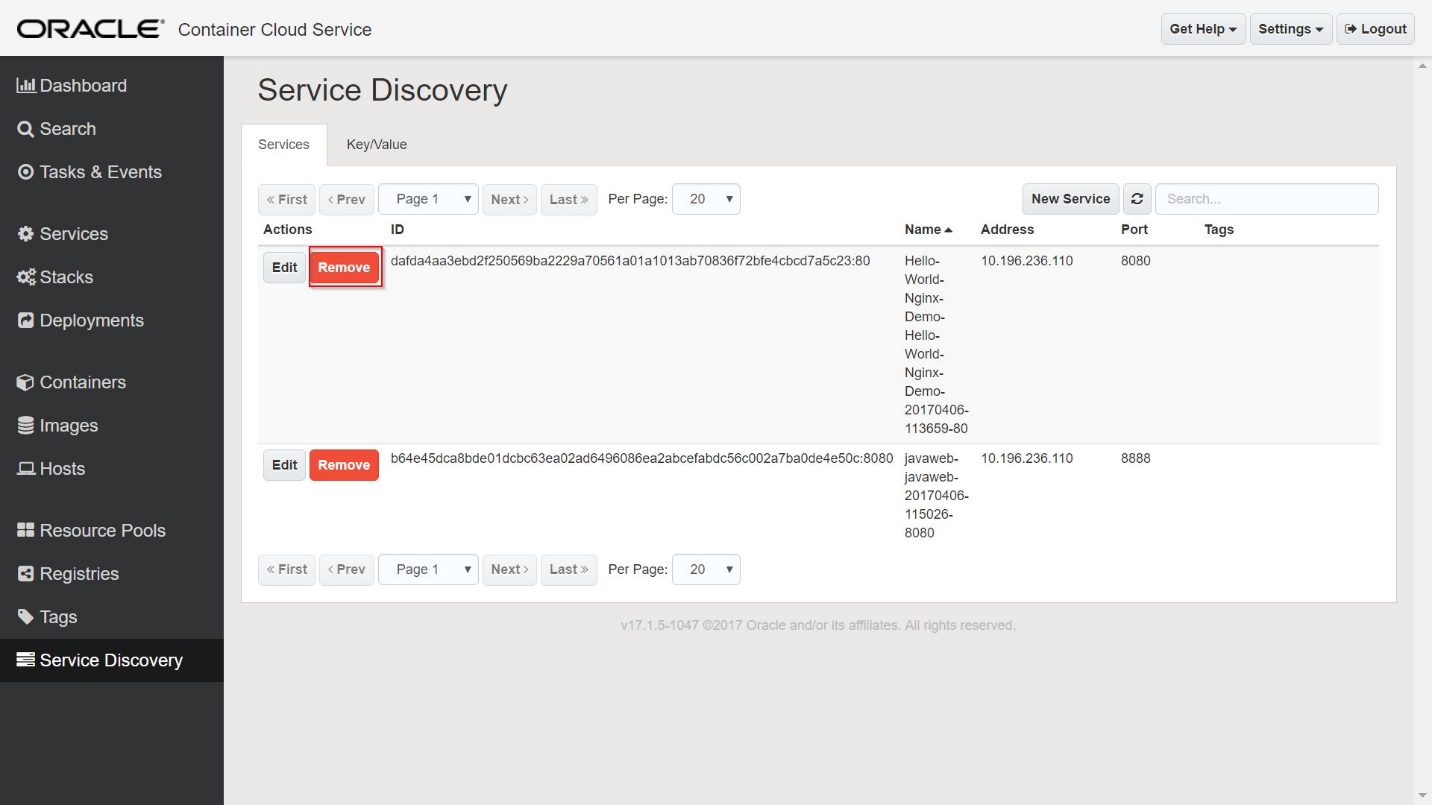 ORACLE® Container Cloud Service
Get Help
Settings
Logout
Dashboard
Search
Tasks & Events
Services
Stacks
Deployments
Containers
Images
Hosts
Resource Pools
Registries
Tags
Service Discovery
Service Discovery
Services
Key/Value
« First
‹ Prev
Page 1
Next ›
Last »
Per Page:
20
New Service
Search...
Actions
ID
Name
Address
Port
Tags
Edit
Remove
dafda4aa3ebd2f250569ba2229a70561a01a1013ab70836f72bfe4cbcd7a5c23:80
Hello-
World-
Nginx-
Demo-
Hello-
World-
Nginx-
Demo-
20170406-
113659-80
10.196.236.110
8080
Edit
Remove
b64e45dca8bde01dcbc63ea02ad6496086ea2abcefabdc56c002a7ba0de4e50c:8080
javaweb-
javaweb-
20170406-
115026-
8080
10.196.236.110
8888
« First
‹ Prev
Page 1
Next ›
Last »
Per Page:
20
v17.1.5-1047 ©2017 Oracle and/or its affiliates. All rights reserved.